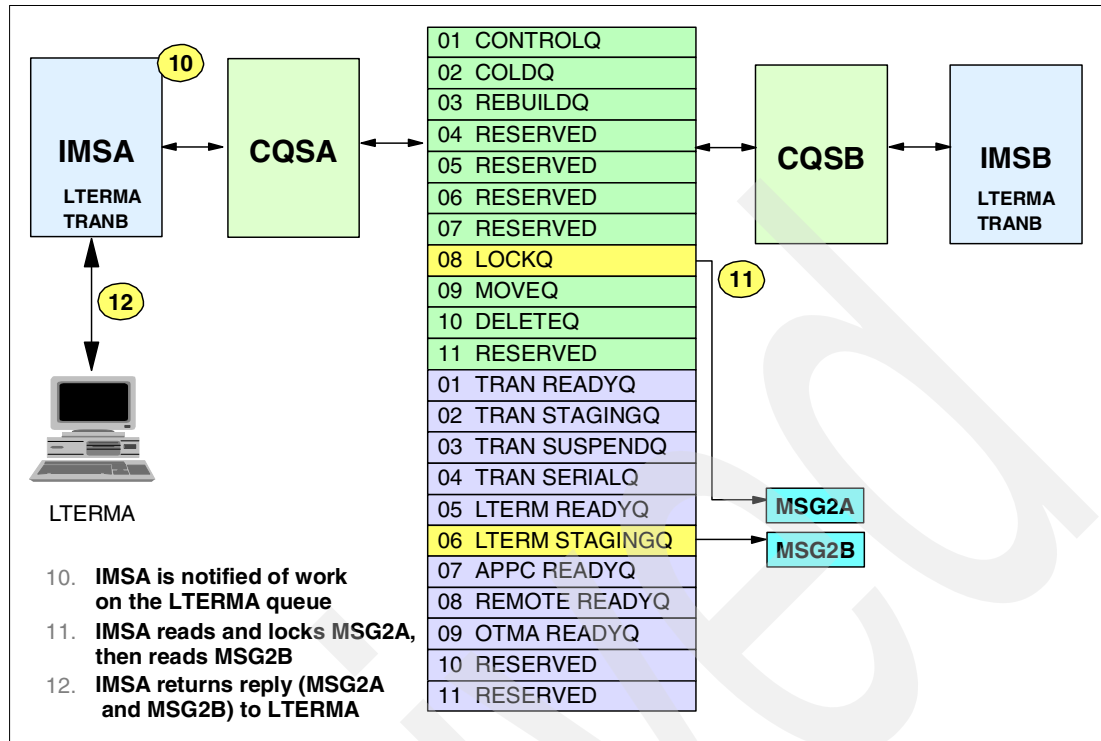 10
IMSA
LTERMA
TRANB
CQSA
01 CONTROLQ
02 COLDQ
03 REBUILDQ
04 RESERVED
05 RESERVED
06 RESERVED
07 RESERVED
08 LOCKQ
09 MOVEQ
10 DELETEQ
11 RESERVED
01 TRAN READYQ
02 TRAN STAGINGQ
03 TRAN SUSPENDQ
04 TRAN SERIALQ
05 LTERM READYQ
06 LTERM STAGINGQ
07 APPC READYQ
08 REMOTE READYQ
09 OTMA READYQ
10 RESERVED
11 RESERVED
CQSB
IMSB
LTERMA
TRANB
11
12
MSG2A
MSG2B
LTERMA
10. IMSA is notified of work
on the LTERMA queue
11. IMSA reads and locks MSG2A,
then reads MSG2B
12. IMSA returns reply (MSG2A
and MSG2B) to LTERMA